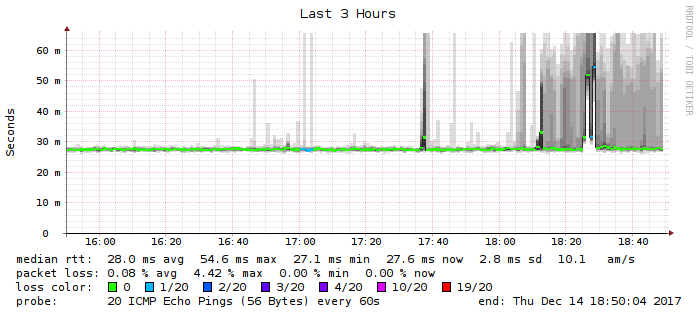 Last 3 Hours
RRDTOOL / TOBI OETIKER
Seconds
60 m
50 m
40 m
30 m
20 m
10 m
0
16:00 16:20 16:40 17:00 17:20 17:40 18:00 18:20 18:40
median rtt: 28.0 ms avg 54.6 ms max 27.1 ms min 27.6 ms now 2.8 ms sd 10.1 am/s
packet loss: 0.08 % avg 4.42 % max 0.00 % min 0.00 % now
loss color: 0 1/20 2/20 3/20 4/20 10/20 19/20
probe: 20 ICMP Echo Pings (56 Bytes) every 60s end: Thu Dec 14 18:50:04 2017